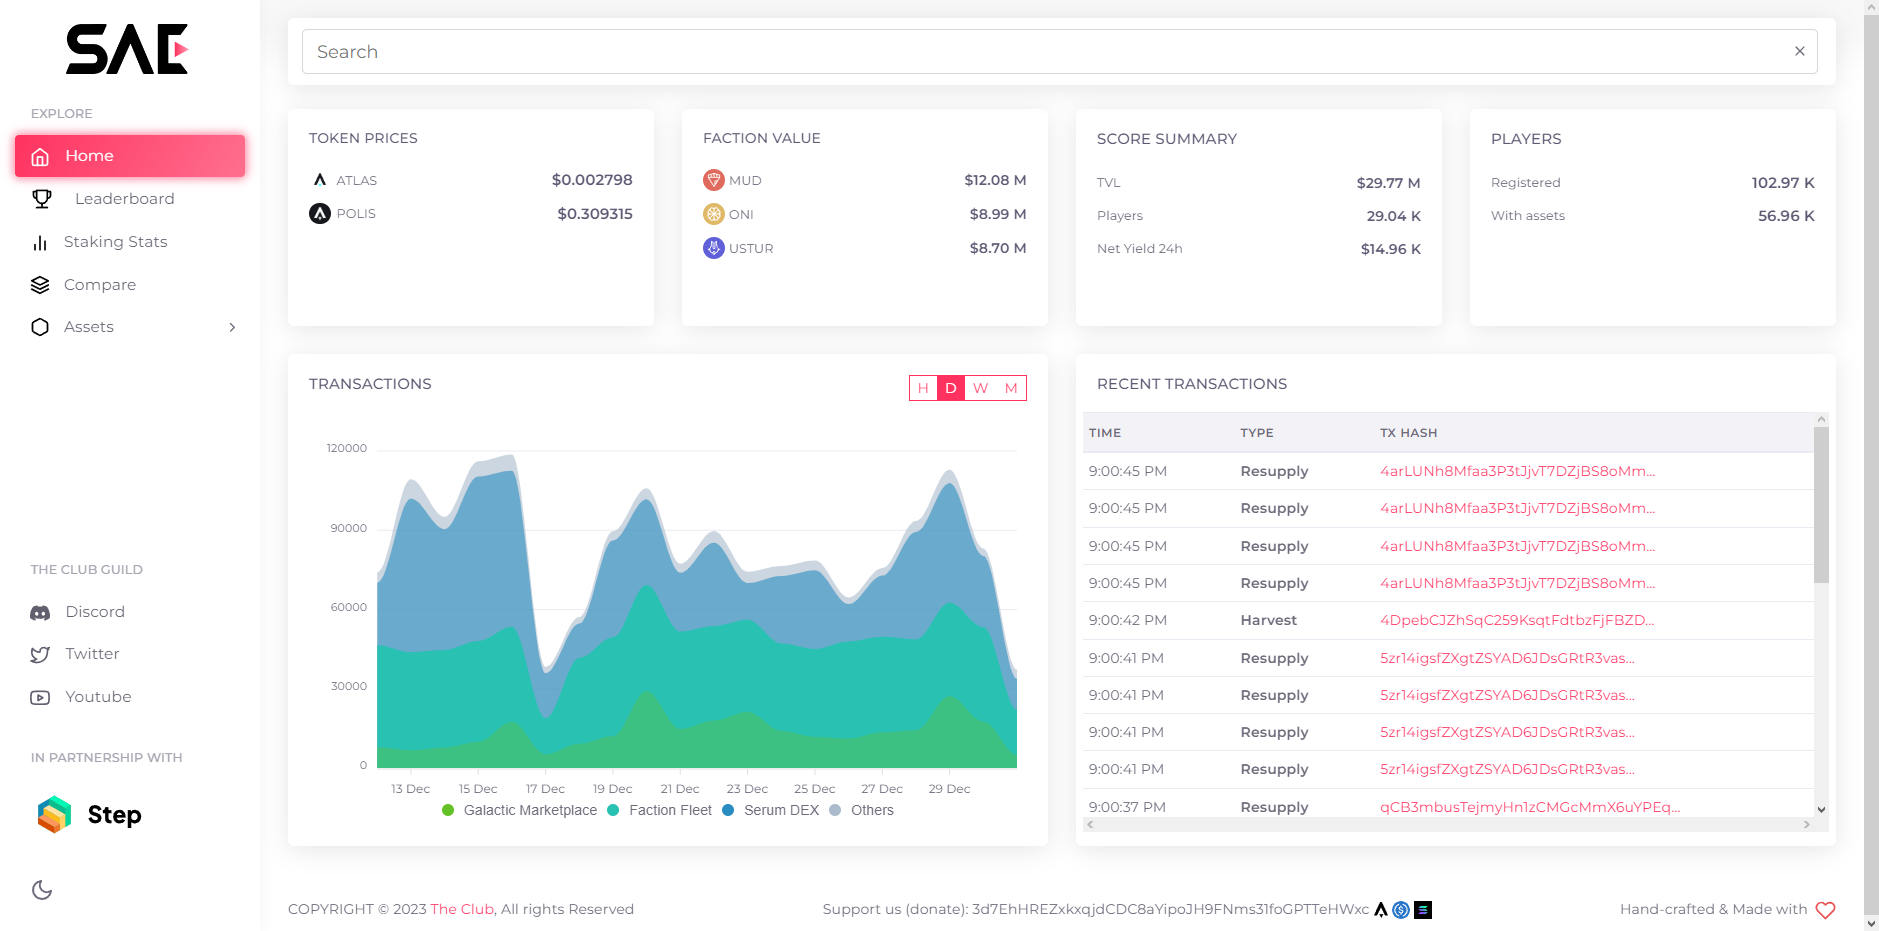 SAE
EXPLORE
Home
Leaderboard
Staking Stats
Compare
Assets
THE CLUB GUILD
Discord
Twitter
Youtube
IN PARTNERSHIP WITH
Step
Search
TOKEN PRICES
ATLAS $0.002798
POLIS $0.309315
FACTION VALUE
MUD $12.08 M
ONI $8.99 M
USTUR $8.70 M
SCORE SUMMARY
TVL $29.77 M
Players 29.04 K
Net Yield 24h $14.96 K
PLAYERS
Registered 102.97 K
With assets 56.96 K
TRANSACTIONS
H D W M
120000
90000
60000
30000
0
13 Dec 15 Dec 17 Dec 19 Dec 21 Dec 23 Dec 25 Dec 27 Dec 29 Dec
Galactic Marketplace Faction Fleet Serum DEX Others
RECENT TRANSACTIONS
TIME TYPE TX HASH
9:00:45 PM Resupply 4arLUNh8Mfaa3P3tJjvT7DZjBS8oMm...
9:00:45 PM Resupply 4arLUNh8Mfaa3P3tJjvT7DZjBS8oMm...
9:00:45 PM Resupply 4arLUNh8Mfaa3P3tJjvT7DZjBS8oMm...
9:00:45 PM Resupply 4arLUNh8Mfaa3P3tJjvT7DZjBS8oMm...
9:00:42 PM Harvest 4DpebCJZhSqC259KsqtFdtbzFjFBZD...
9:00:41 PM Resupply 5zr14igsfZXgtZSYAD6JDsGRtR3vas...
9:00:41 PM Resupply 5zr14igsfZXgtZSYAD6JDsGRtR3vas...
9:00:41 PM Resupply 5zr14igsfZXgtZSYAD6JDsGRtR3vas...
9:00:41 PM Resupply 5zr14igsfZXgtZSYAD6JDsGRtR3vas...
9:00:37 PM Resupply qCB3mbusTejmyHn1zCMGcMmX6uYPEq...
COPYRIGHT © 2023 The Club, All rights Reserved
Support us (donate): 3d7EhHREZxkxqjdCDC8aYipoJH9FNms31foGPTTeHWxc
Hand-crafted & Made with